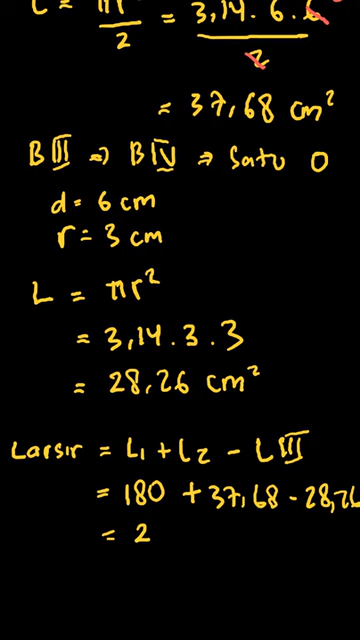 L = πr²/2 = 3,14 . 6 . 6/2
= 37,68 cm²
B III => B IV => Satu O
d = 6 cm
r = 3 cm
L = πr²
= 3,14 . 3 . 3
= 28,26 cm²
Larsir = L1 + L2 - L III
= 180 + 37,68 - 28,26
= 2